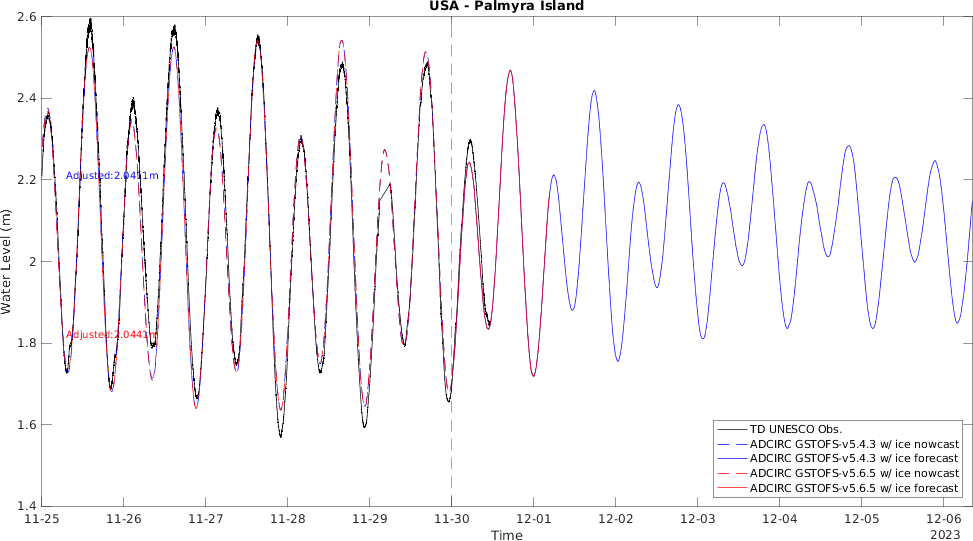 USA - Palmyra Island
2.6
2.4
2.2
2
1.8
1.6
1.4
Water Level (m)
Adjusted:2.0451m
Adjusted:2.0441m
TD UNESCO Obs.
ADCIRC GSTOFS-v5.4.3 w/ ice nowcast
ADCIRC GSTOFS-v5.4.3 w/ ice forecast
ADCIRC GSTOFS-v5.6.5 w/ ice nowcast
ADCIRC GSTOFS-v5.6.5 w/ ice forecast
11-25 11-26 11-27 11-28 11-29 11-30 12-01 12-02 12-03 12-04 12-05 12-06
Time
2023